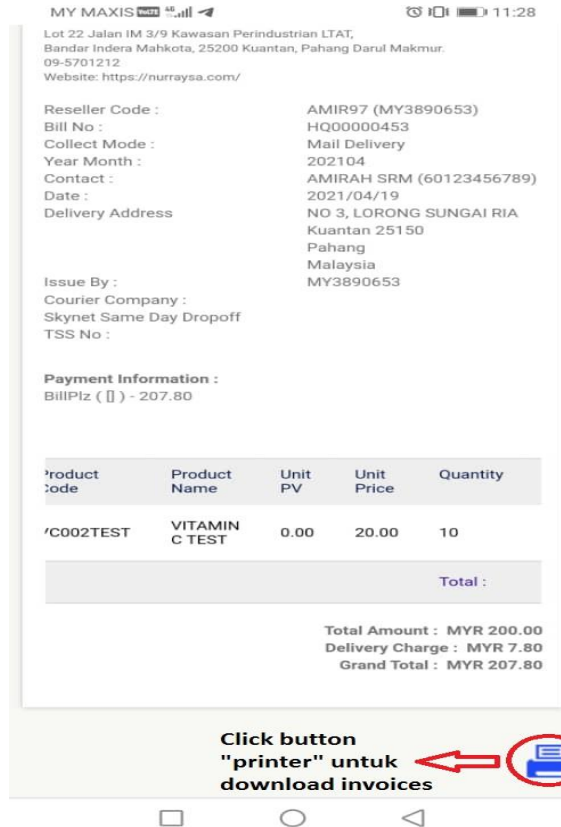 MY MAXIS VoLTE 11:28
Lot 22 Jalan IM 3/9 Kawasan Perindustrian LTAT,
Bandar Indera Mahkota, 25200 Kuantan, Pahang Darul Makmur.
09-5701212
Website: https://nurraysa.com/
Reseller Code : AMIR97 (MY3890653)
Bill No : HQ00000453
Collect Mode : Mail Delivery
Year Month : 202104
Contact : AMIRAH SRM (60123456789)
Date : 2021/04/19
Delivery Address NO 3, LORONG SUNGAI RIA
Kuantan 25150
Pahang
Malaysia
Issue By : MY3890653
Courier Company :
Skynet Same Day Dropoff
TSS No :
Payment Information :
BillPlz ( [] ) - 207.80
Product Product Unit Unit Quantity
Code Name PV Price
VC002TEST VITAMIN 0.00 20.00 10
C TEST
Total :
Total Amount : MYR 200.00
Delivery Charge : MYR 7.80
Grand Total : MYR 207.80
Click button
"printer" untuk
download invoices